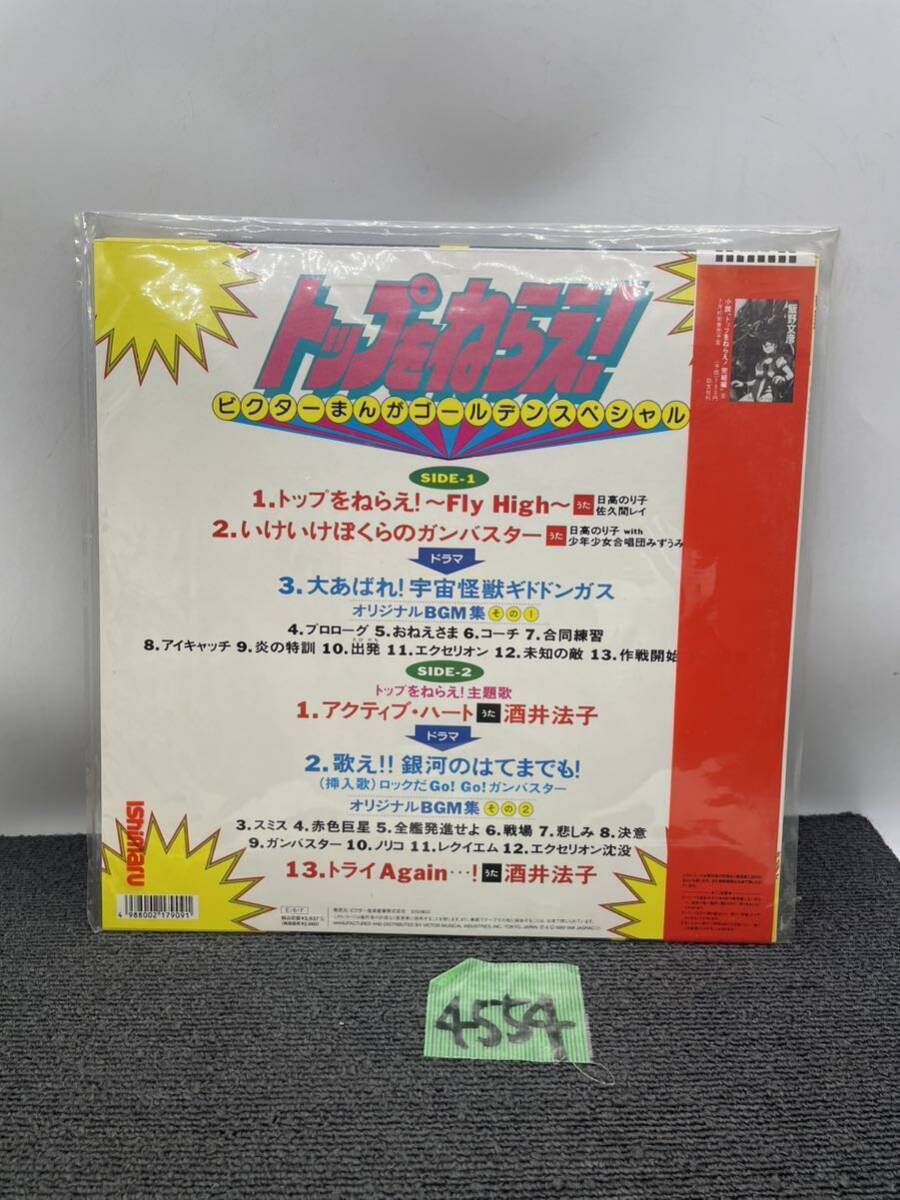 トップをねらえ!
ビクターまんがゴールデンスペシャル
SIDE-1
1.トップをねらえ!〜Fly High〜 うた 日高のり子
佐久間レイ
2.いけいけぼくらのガンバスター うた 日高のり子 with
少年少女合唱団みずうみ
ドラマ
3.大あばれ!宇宙怪獣ギドドンガス
オリジナルBGM集 その1
4.プロローグ 5.おねえさま 6.コーチ 7.合同練習
8.アイキャッチ 9.炎の特訓 10.出発 11.エクセリオン 12.未知の敵 13.作戦開始
SIDE-2
トップをねらえ!主題歌
1.アクティブ・ハート うた 酒井法子
ドラマ
2.歌え!!銀河のはてまでも!
(挿入歌)ロックだGo! Go!ガンバスター
オリジナルBGM集 その2
3.スミス 4.赤色巨星 5.全艦発進せよ 6.戦場 7.悲しみ 8.決意
9.ガンバスター 10.ノリコ 11.レクイエム 12.エクセリオン沈没
13.トライAgain…! うた 酒井法子
IShimaru
4 988002 179091
飯野文彦
4554